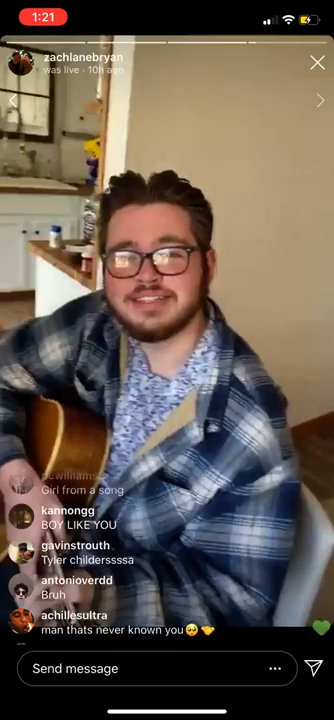 1:21
zachlanebryan
was live · 10h ago
pcwilliams
Girl from a song
kannongg
BOY LIKE YOU
gavinstrouth
Tyler childerssssa
antonioverdd
Bruh
achillesultra
man thats never known you🥺🤝
Send message